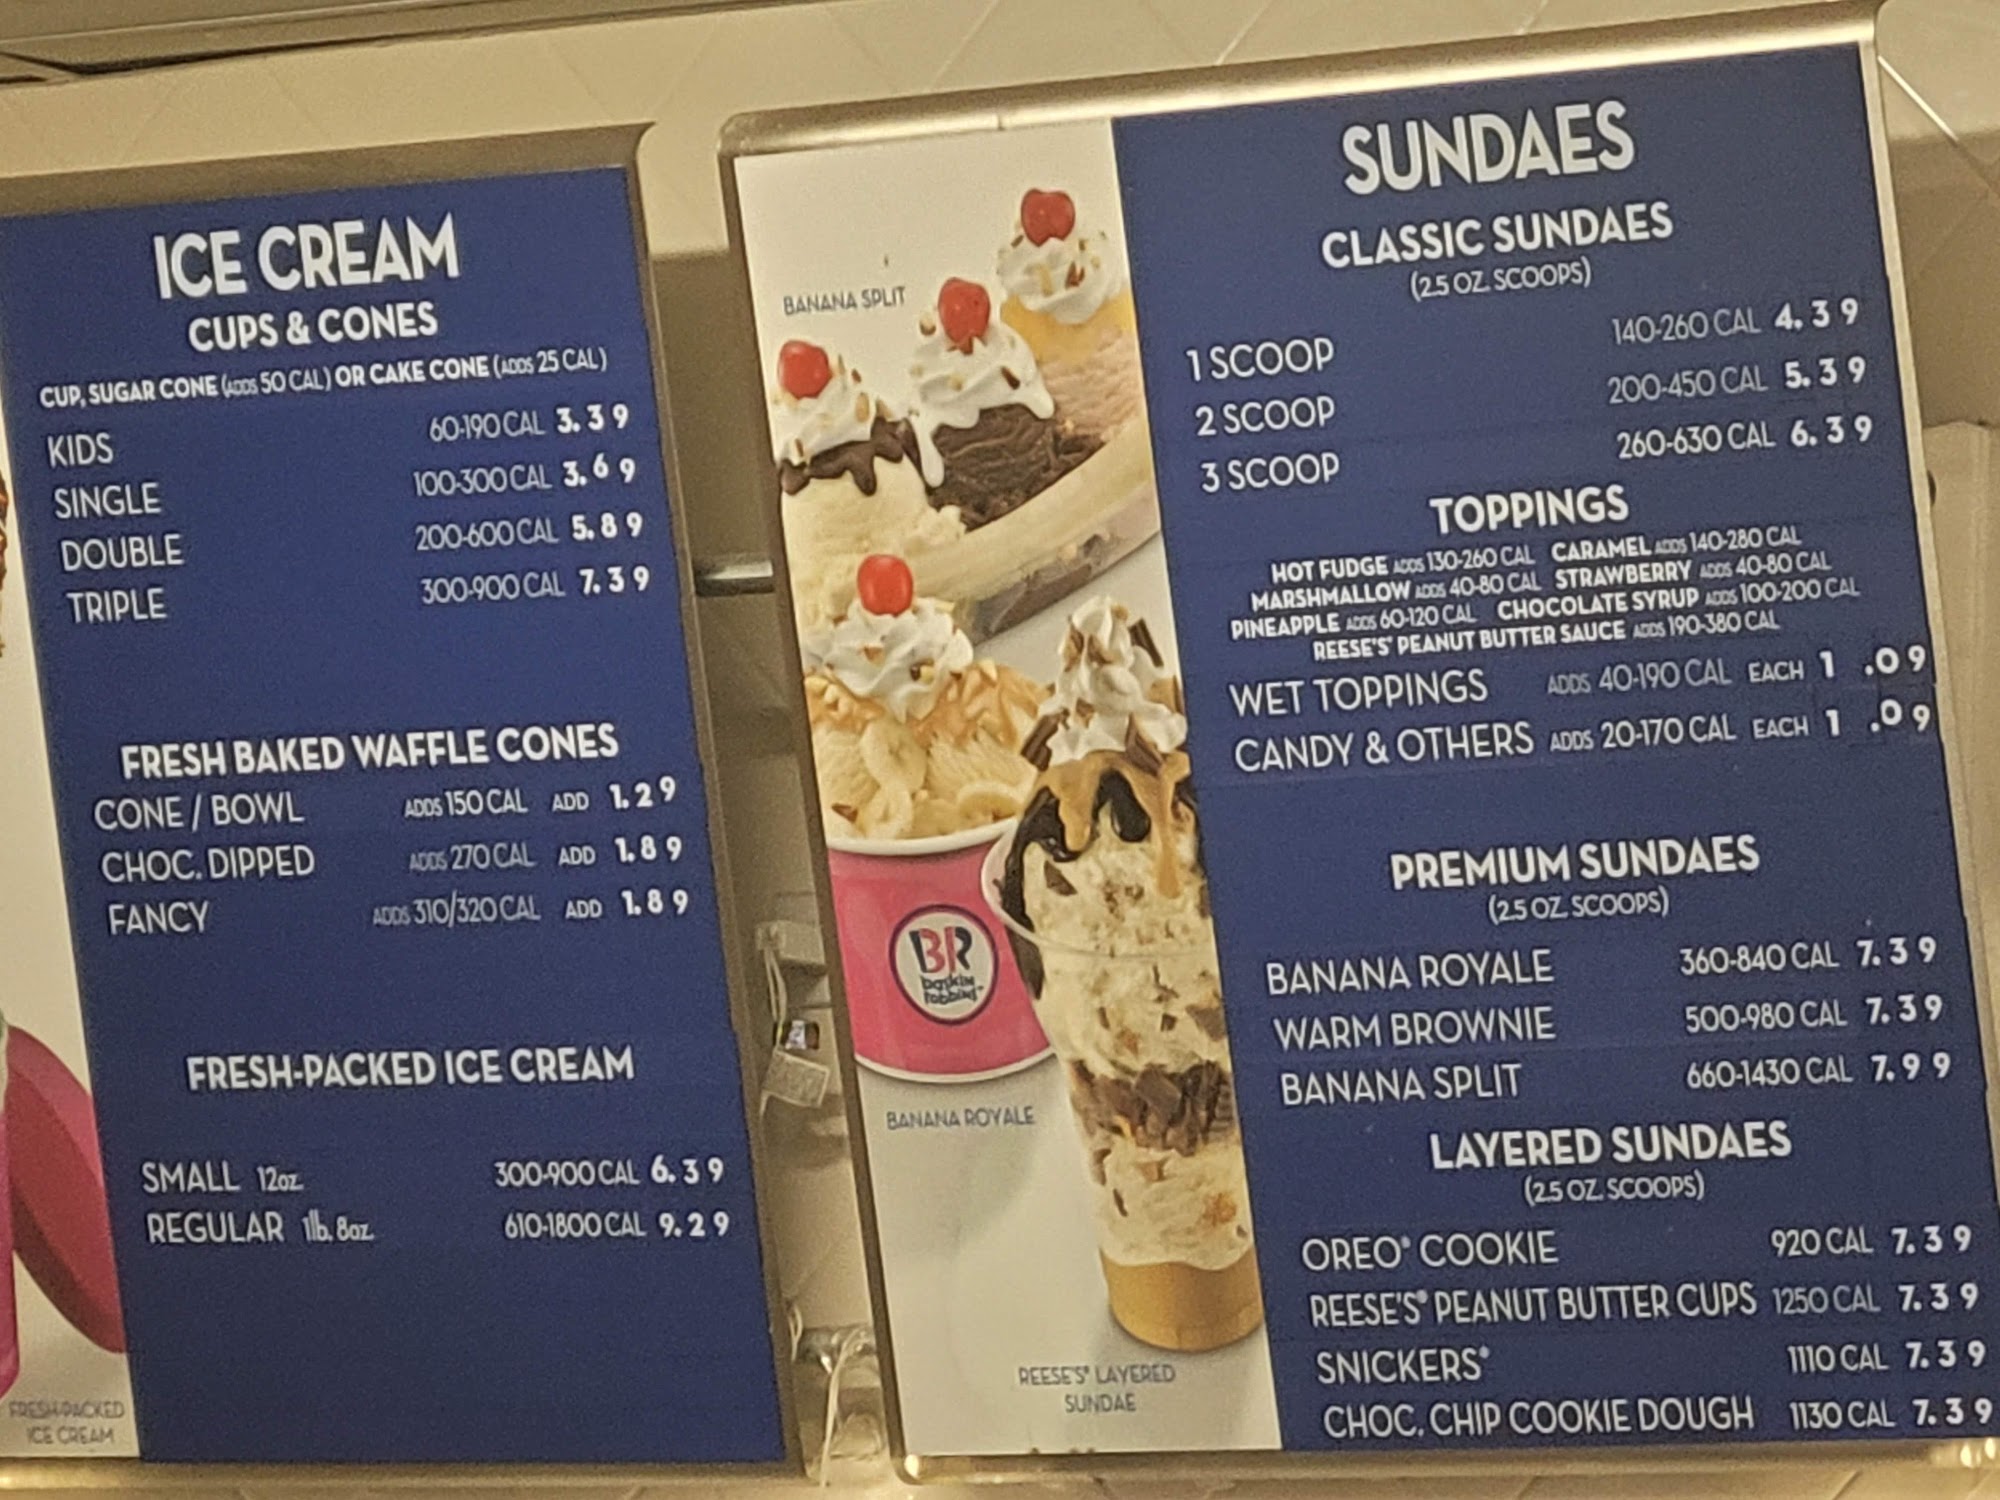 ICE CREAM
CUPS & CONES
CUP, SUGAR CONE (ADDS 50 CAL) OR CAKE CONE (ADDS 25 CAL)
KIDS 60-190 CAL 3.39
SINGLE 100-300 CAL 3.69
DOUBLE 200-600 CAL 5.89
TRIPLE 300-900 CAL 7.39
FRESH BAKED WAFFLE CONES
CONE / BOWL ADDS 150 CAL ADD 1.29
CHOC. DIPPED ADDS 270 CAL ADD 1.89
FANCY ADDS 310/320 CAL ADD 1.89
FRESH-PACKED ICE CREAM
SMALL 12oz. 300-900 CAL 6.39
REGULAR 1lb. 8oz. 610-1800 CAL 9.29
FRESH-PACKED
ICE CREAM
BANANA SPLIT
BR
baskin
robbins™
BANANA ROYALE
REESE'S® LAYERED
SUNDAE
SUNDAES
CLASSIC SUNDAES
(2.5 OZ. SCOOPS)
1 SCOOP 140-260 CAL 4.39
2 SCOOP 200-450 CAL 5.39
3 SCOOP 260-630 CAL 6.39
TOPPINGS
HOT FUDGE ADDS 130-260 CAL CARAMEL ADDS 140-280 CAL
MARSHMALLOW ADDS 40-80 CAL STRAWBERRY ADDS 40-80 CAL
PINEAPPLE ADDS 60-120 CAL CHOCOLATE SYRUP ADDS 100-200 CAL
REESE'S® PEANUT BUTTER SAUCE ADDS 190-380 CAL
WET TOPPINGS ADDS 40-190 CAL EACH 1.09
CANDY & OTHERS ADDS 20-170 CAL EACH 1.09
PREMIUM SUNDAES
(2.5 OZ. SCOOPS)
BANANA ROYALE 360-840 CAL 7.39
WARM BROWNIE 500-980 CAL 7.39
BANANA SPLIT 660-1430 CAL 7.99
LAYERED SUNDAES
(2.5 OZ. SCOOPS)
OREO® COOKIE 920 CAL 7.39
REESE'S® PEANUT BUTTER CUPS 1250 CAL 7.39
SNICKERS® 1110 CAL 7.39
CHOC. CHIP COOKIE DOUGH 1130 CAL 7.39